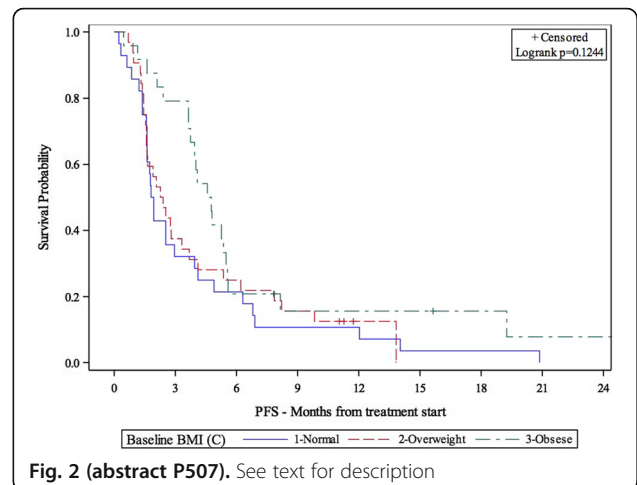 + Censored
Logrank p=0.1244
1.0
0.8
0.6
0.4
0.2
0.0
Survival Probability
0 3 6 9 12 15 18 21 24
PFS - Months from treatment start
Baseline BMI (C) 1-Normal 2-Overweight 3-Obsese
Fig. 2 (abstract P507). See text for description